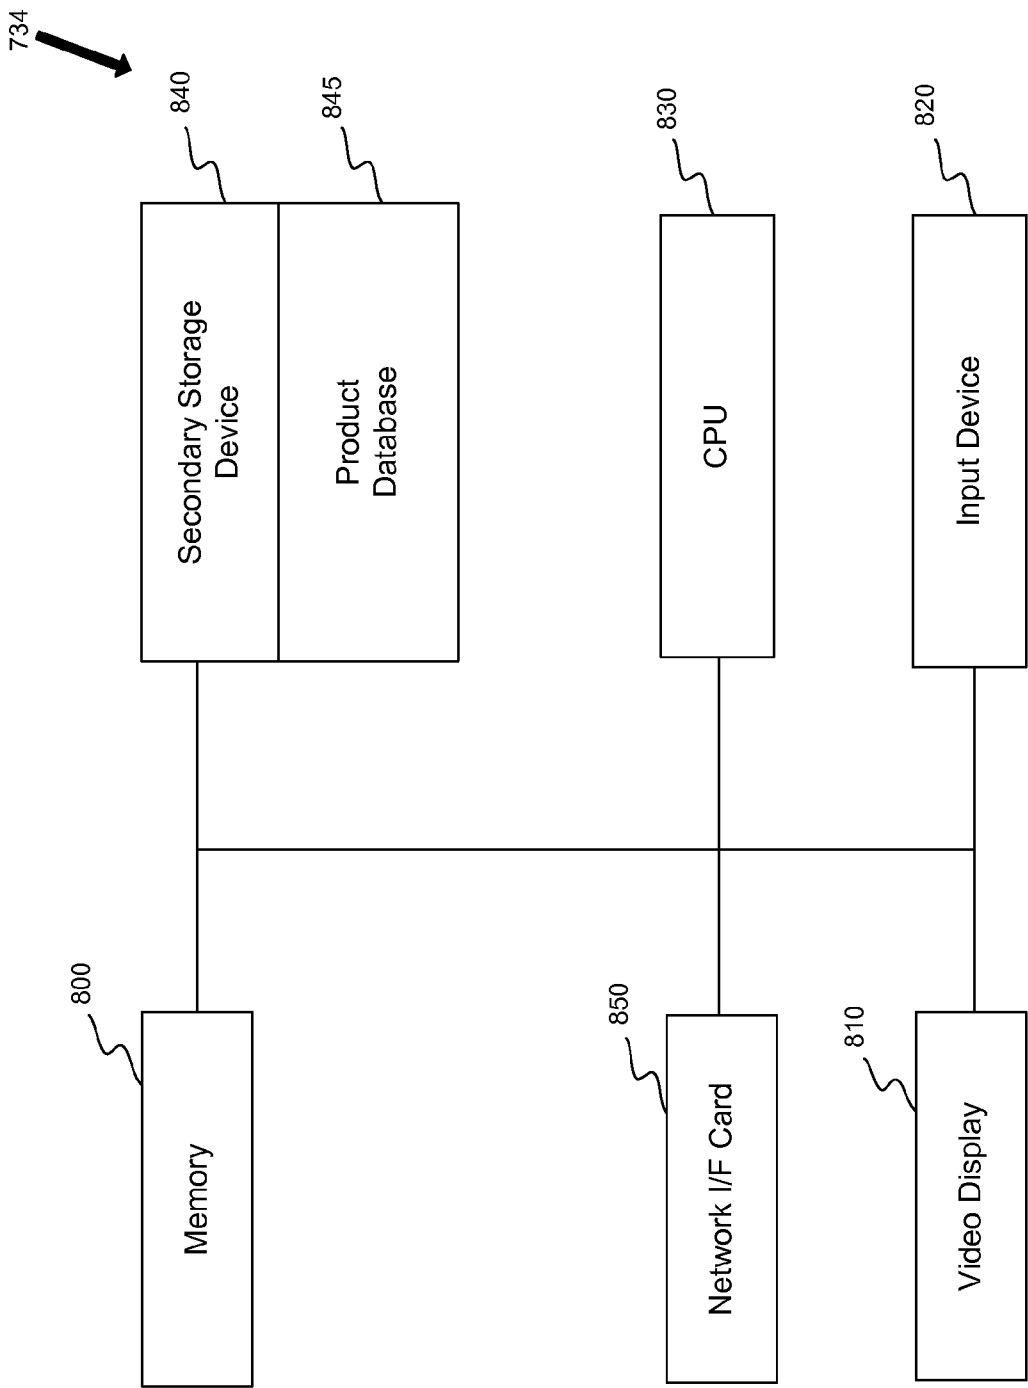 734
Memory
800
Secondary Storage
Device
840
Product
Database
845
Network I/F Card
850
CPU
830
Video Display
810
Input Device
820